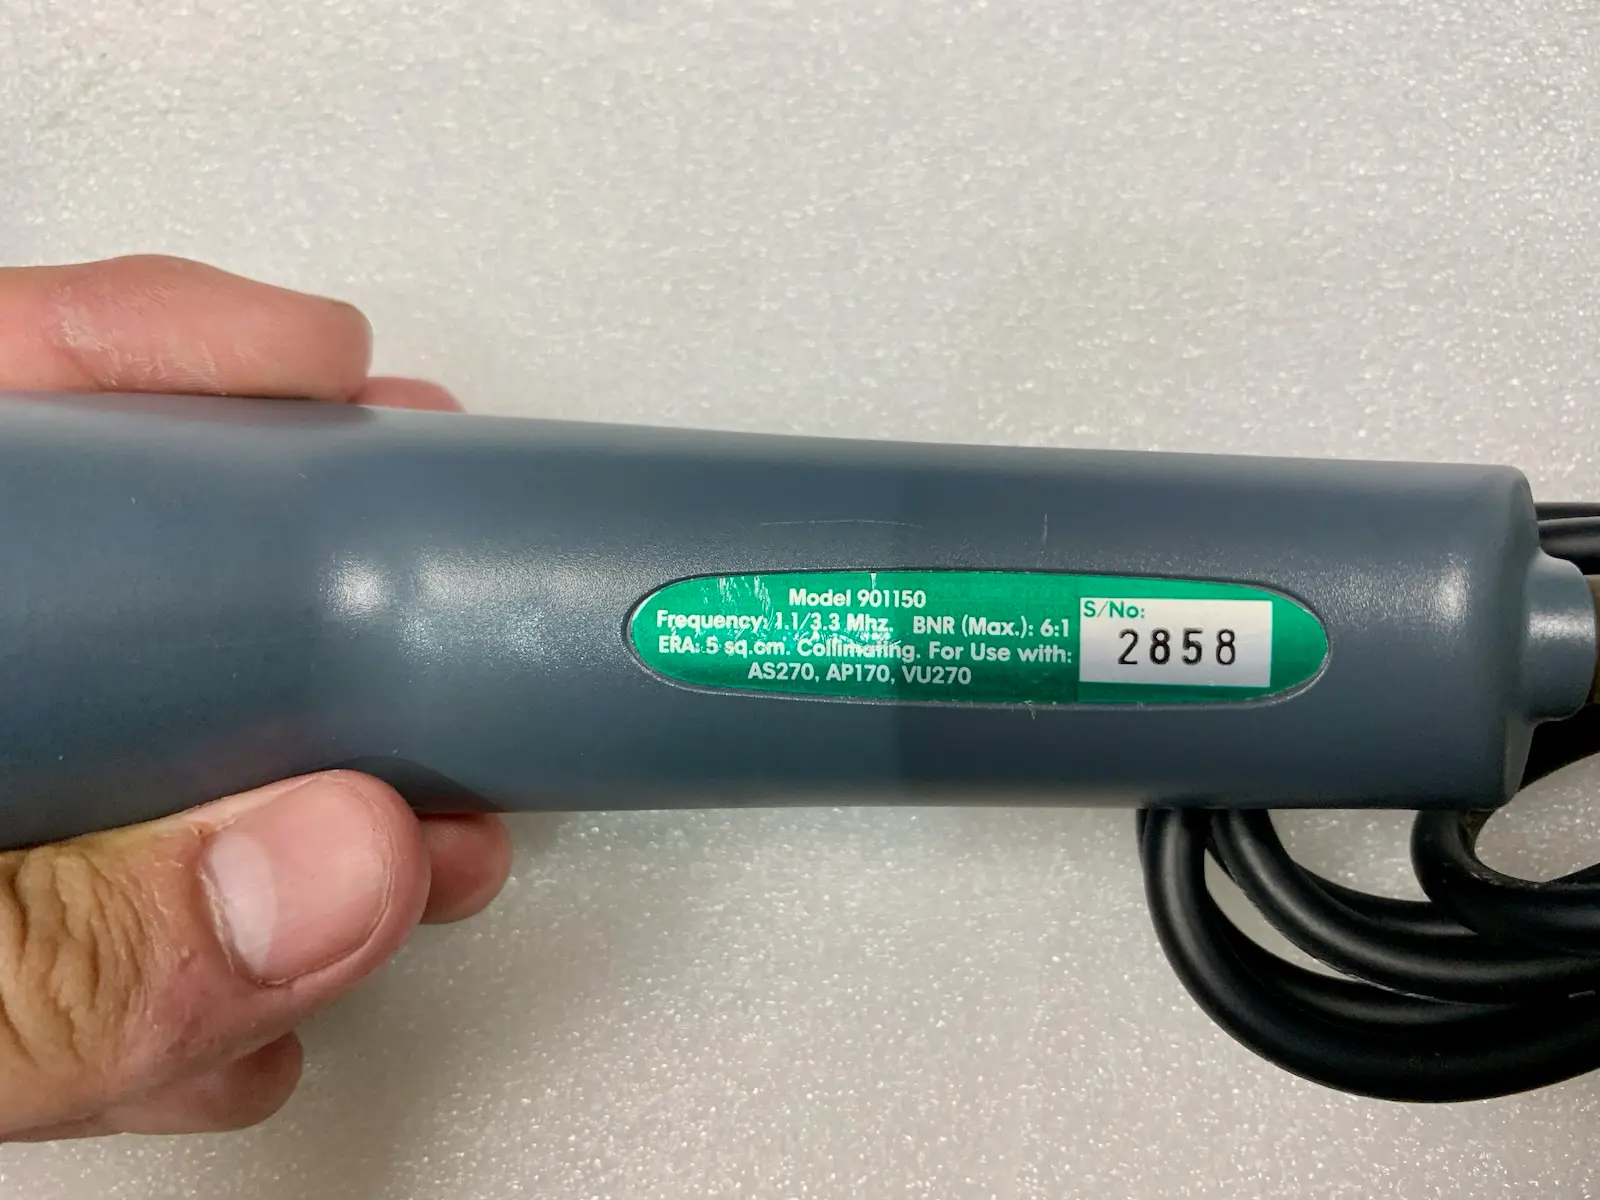 Model 901150
Frequency: 1.1/3.3 Mhz. BNR (Max.): 6:1
ERA: 5 sq.cm. Collimating. For Use with:
AS270, AP170, VU270
S/No:
2858